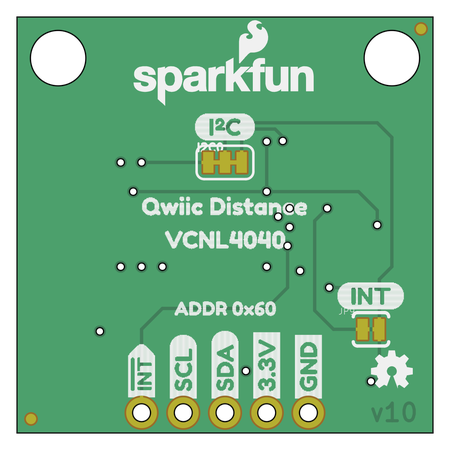 sparkfun
I²C
Qwiic Distance
VCNL4040
INT
ADDR 0x60
INT
SCL
SDA
3.3V
GND
v10